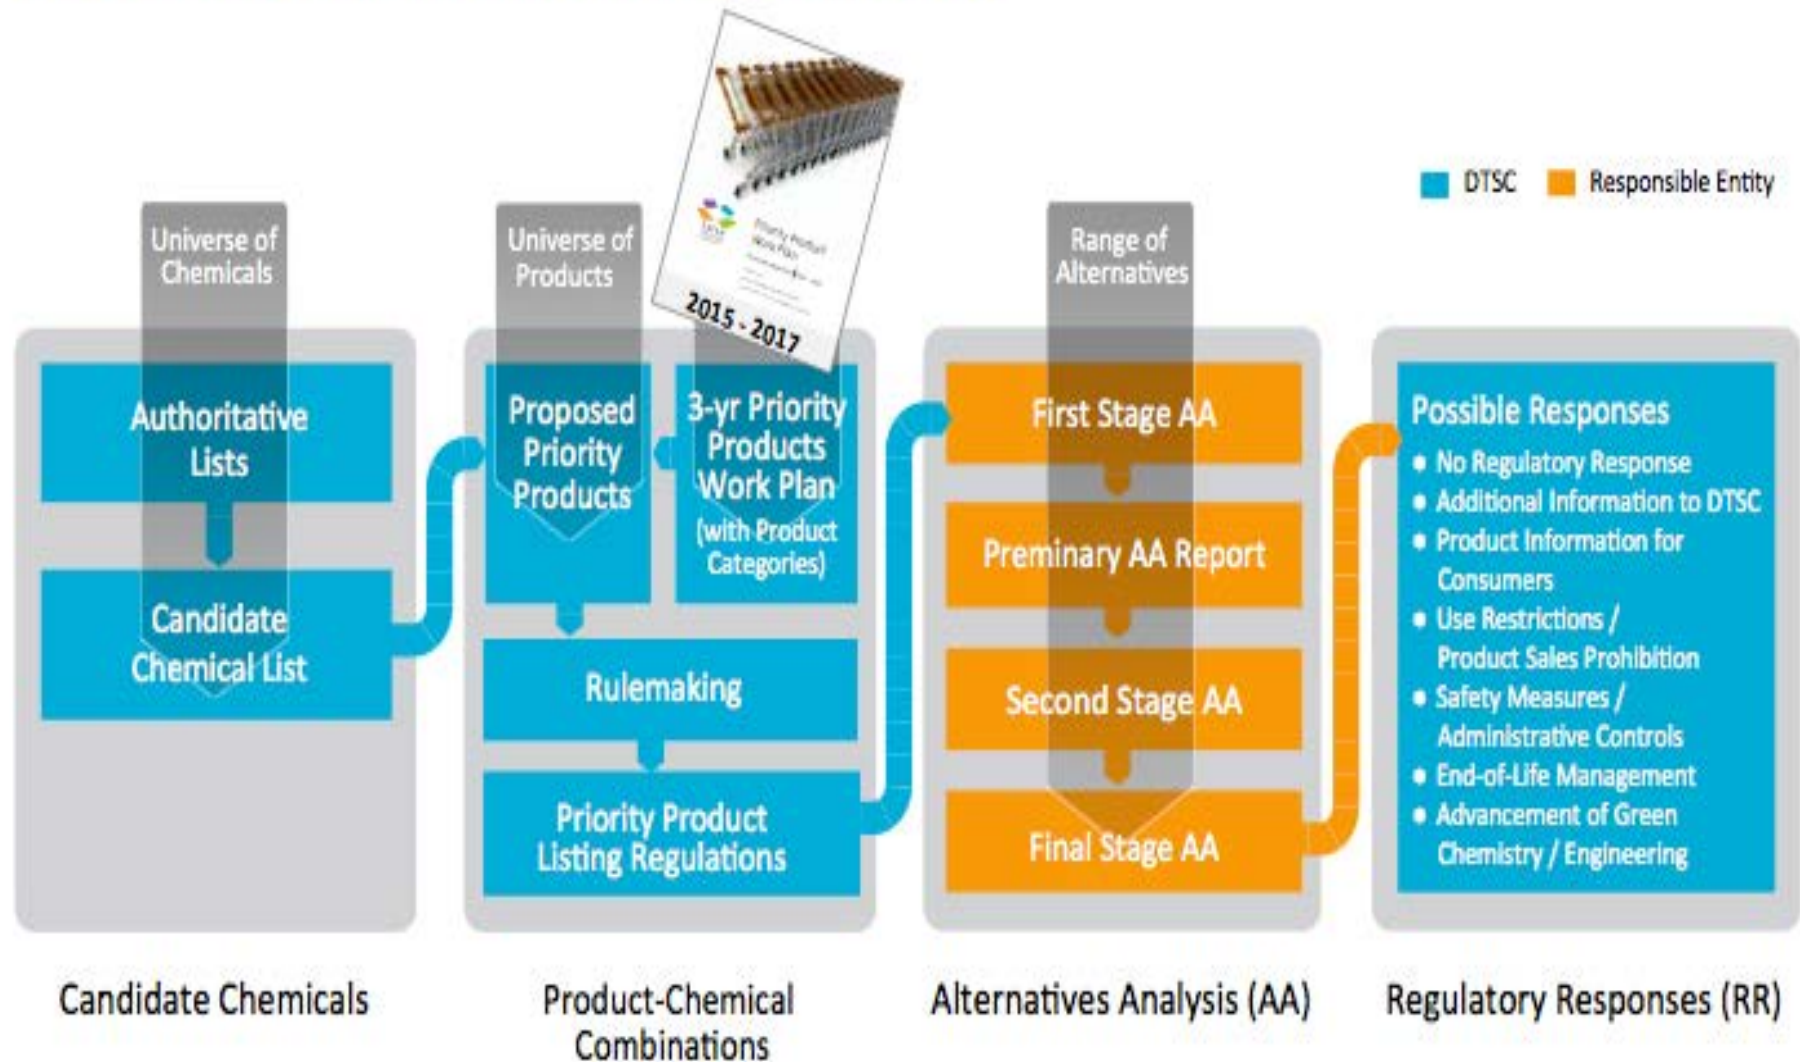 2015 - 2017
DTSC
Responsible Entity
Universe of
Chemicals
Authoritative
Lists
Candidate
Chemical List
Candidate Chemicals
Universe of
Products
Proposed
Priority
Products
3-yr Priority
Products
Work Plan
(with Product
Categories)
Rulemaking
Priority Product
Listing Regulations
Product-Chemical
Combinations
Range of
Alternatives
First Stage AA
Preminary AA Report
Second Stage AA
Final Stage AA
Alternatives Analysis (AA)
Possible Responses
No Regulatory Response
Additional Information to DTSC
Product Information for
Consumers
Use Restrictions /
Product Sales Prohibition
Safety Measures /
Administrative Controls
End-of-Life Management
Advancement of Green
Chemistry / Engineering
Regulatory Responses (RR)